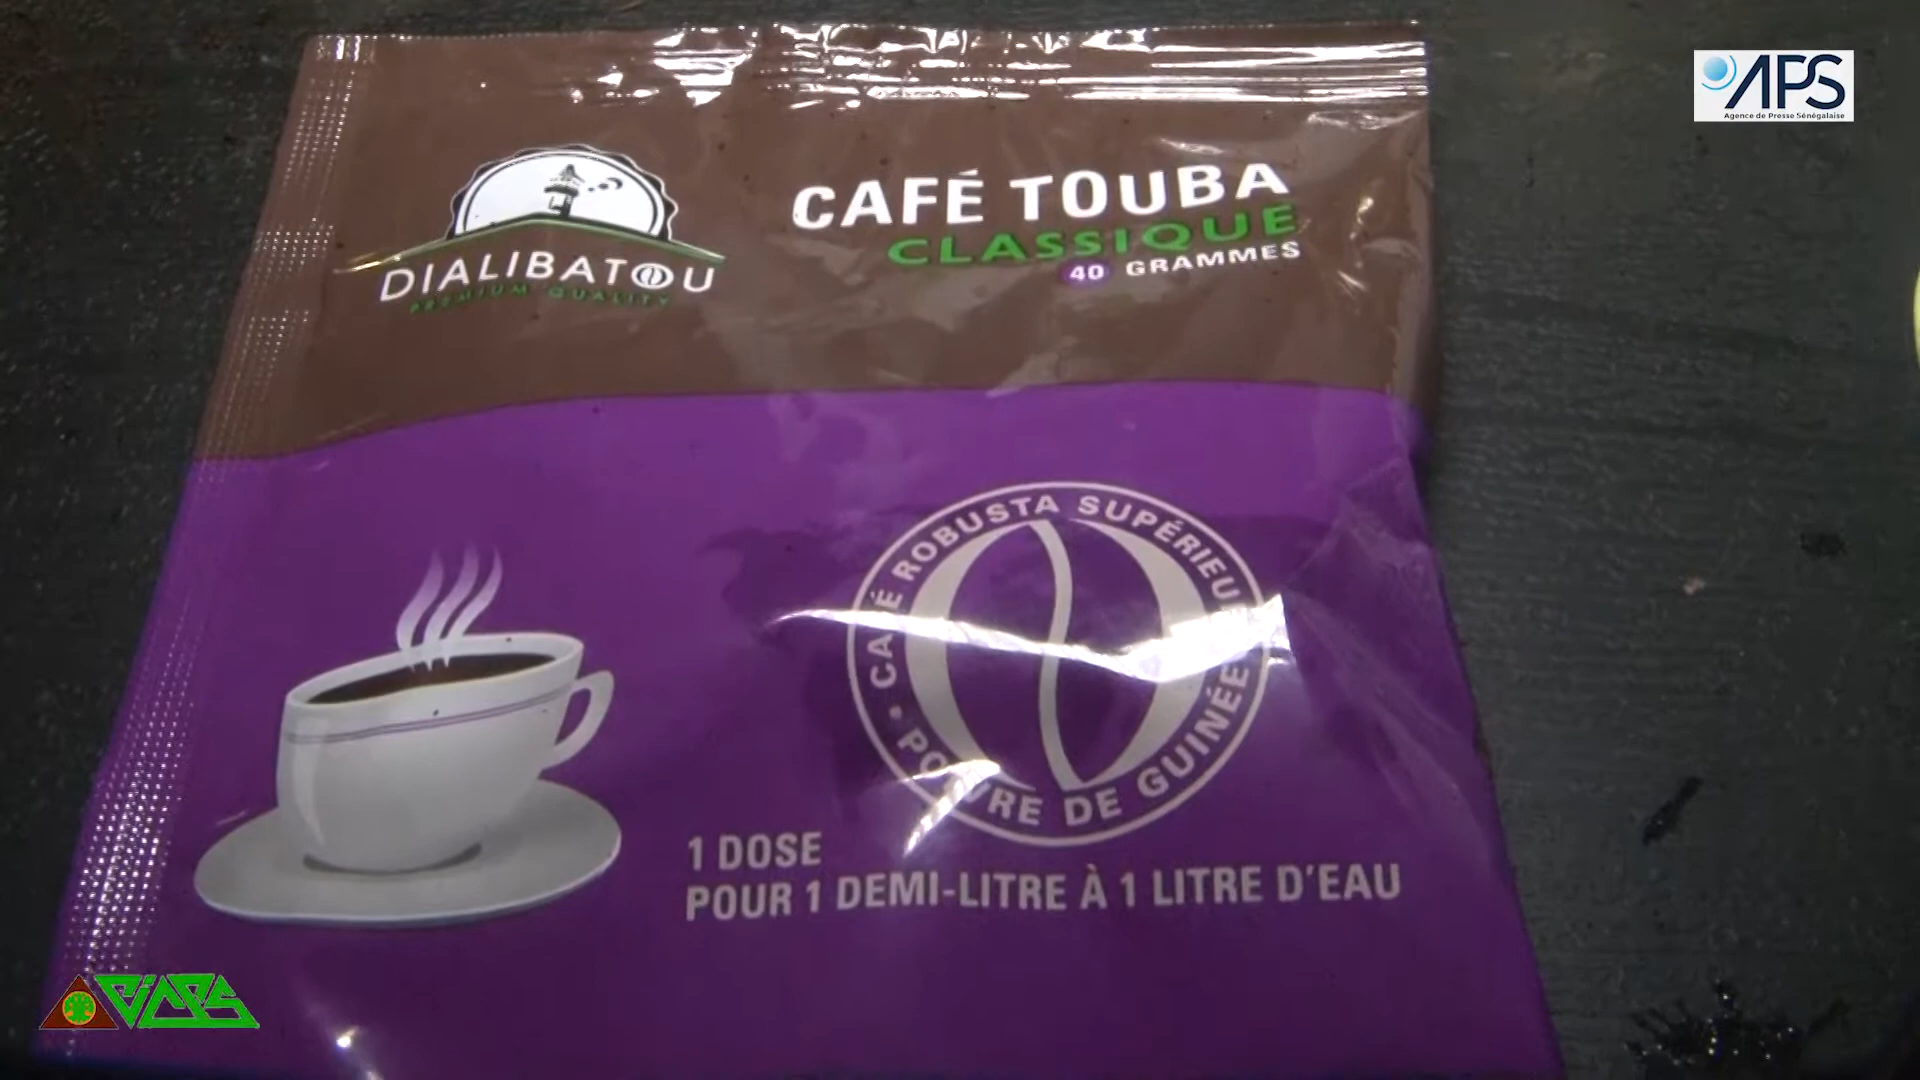 APS
Agence de Presse Sénégalaise
DIALIBATOU
PREMIUM QUALITY
CAFÉ TOUBA
CLASSIQUE
40 GRAMMES
CAFÉ ROBUSTA SUPÉRIEUR
• POIVRE DE GUINÉE
1 DOSE
POUR 1 DEMI-LITRE À 1 LITRE D'EAU